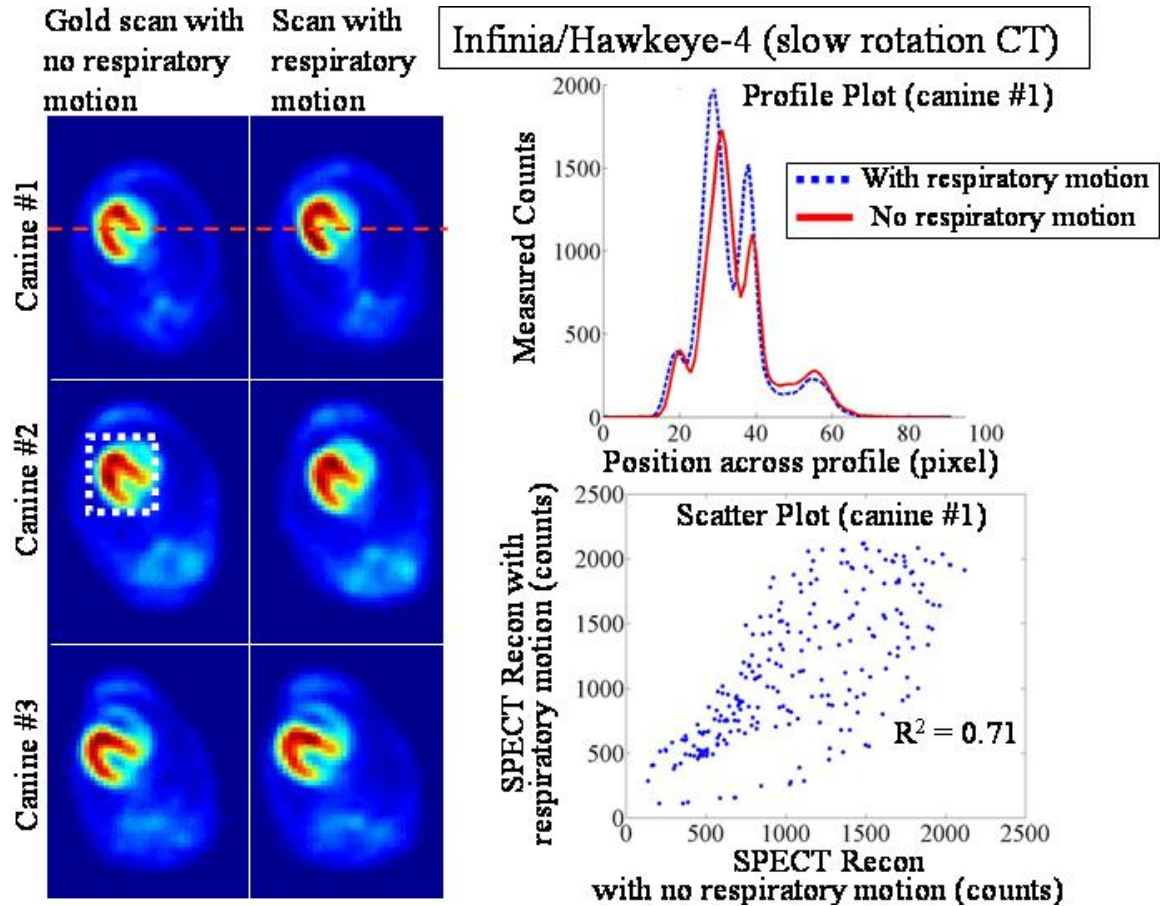 Gold scan with
no respiratory
motion
Scan with
respiratory
motion
Infinia/Hawkeye-4 (slow rotation CT)
Canine #1
Canine #2
Canine #3
Profile Plot (canine #1)
With respiratory motion
No respiratory motion
Measured Counts
2000
1500
1000
500
0
0 20 40 60 80 100
Position across profile (pixel)
Scatter Plot (canine #1)
SPECT Recon with
respiratory motion (counts)
2500
2000
1500
1000
500
0
R² = 0.71
0 500 1000 1500 2000 2500
SPECT Recon
with no respiratory motion (counts)